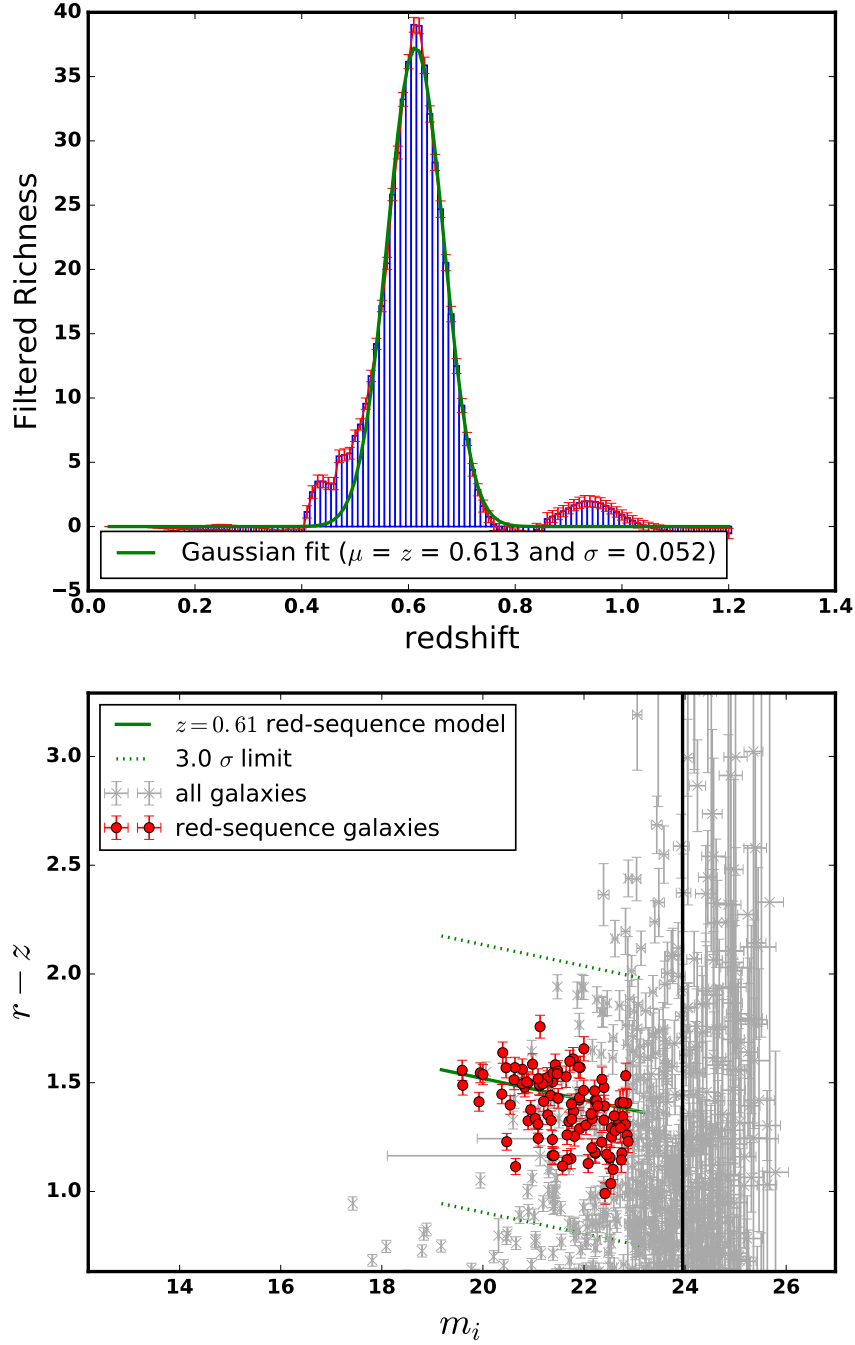 40
35
30
25
20
15
10
5
0
−5
Filtered Richness
Gaussian fit (μ = z = 0.613 and σ = 0.052)
0.0 0.2 0.4 0.6 0.8 1.0 1.2 1.4
redshift
z = 0.61 red-sequence model
3.0 σ limit
all galaxies
red-sequence galaxies
3.0
2.5
2.0
1.5
1.0
r − z
14 16 18 20 22 24 26
m_i